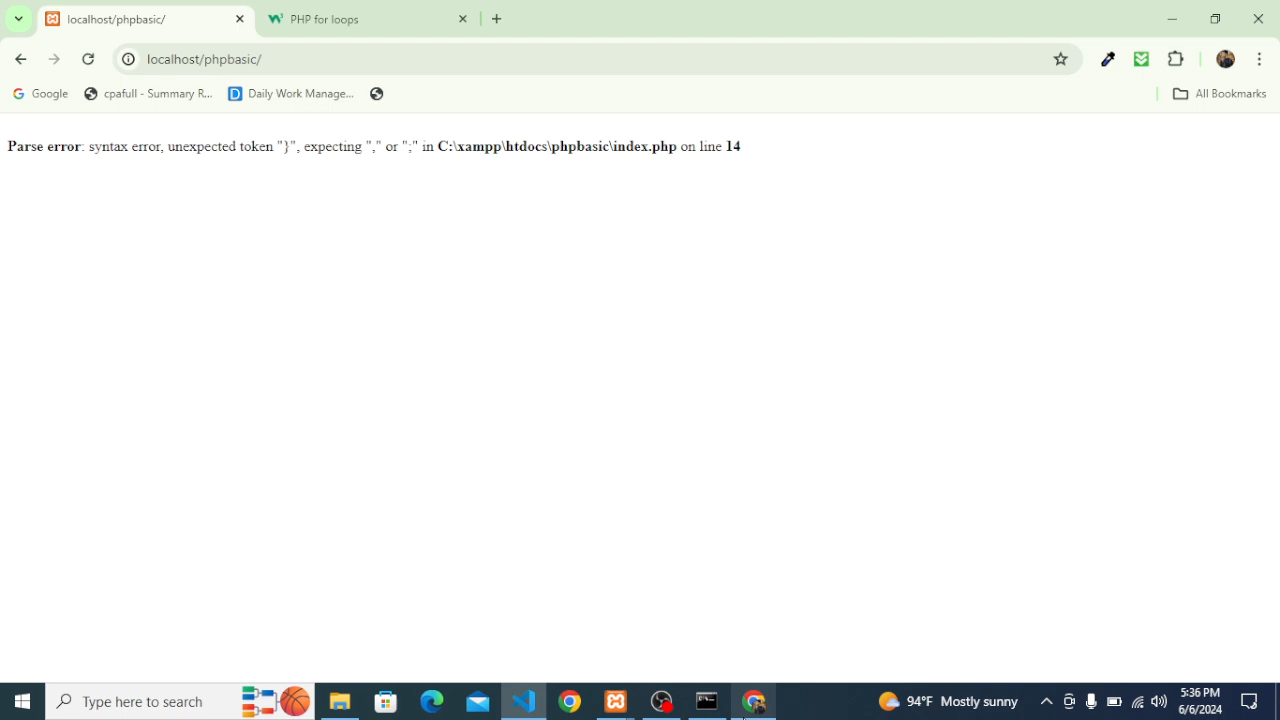 localhost/phpbasic/
PHP for loops
localhost/phpbasic/
Google
cpafull - Summary R...
Daily Work Manage...
All Bookmarks
Parse error: syntax error, unexpected token "}", expecting "," or ";" in C:\xampp\htdocs\phpbasic\index.php on line 14
Type here to search
94°F Mostly sunny
5:36 PM
6/6/2024